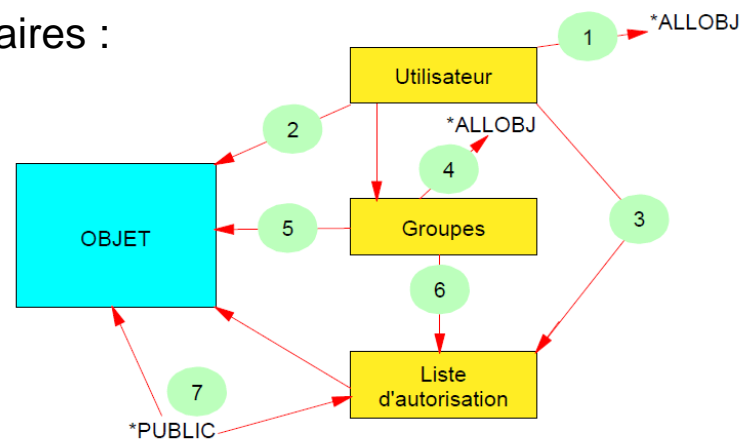 aires :
1
*ALLOBJ
Utilisateur
2
*ALLOBJ
4
OBJET
5
Groupes
3
6
7
Liste
d'autorisation
*PUBLIC